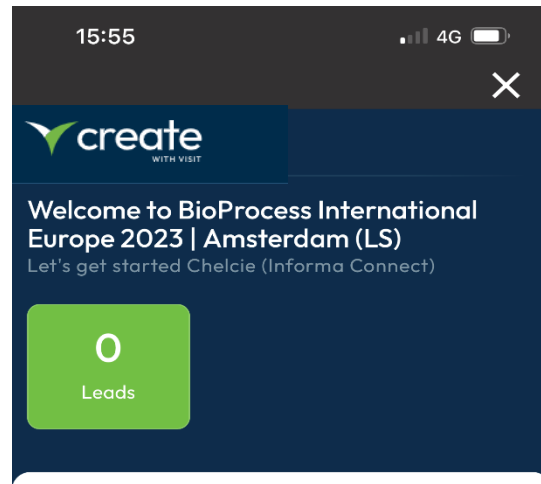 15:55
4G
create
WITH VISIT
Welcome to BioProcess International
Europe 2023 | Amsterdam (LS)
Let's get started Chelcie (Informa Connect)
0
Leads